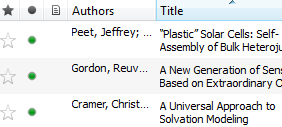 Authors Title
Peet, Jeffrey; ... "Plastic" Solar Cells: Self-
Assembly of Bulk Heteroju
Gordon, Reuv... A New Generation of Sens
Based on Extraordinary O
Cramer, Christ... A Universal Approach to
Solvation Modeling